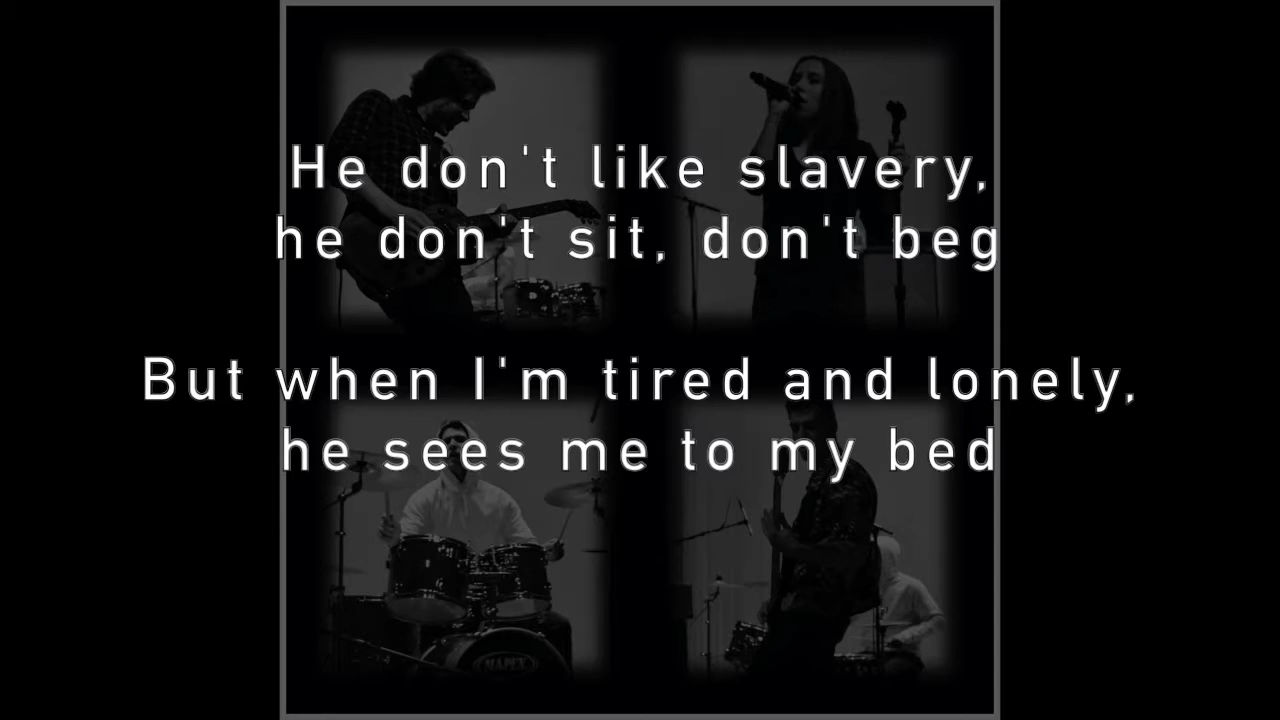 He don't like slavery,
he don't sit, don't beg
But when I'm tired and lonely,
he sees me to my bed
MAPEX